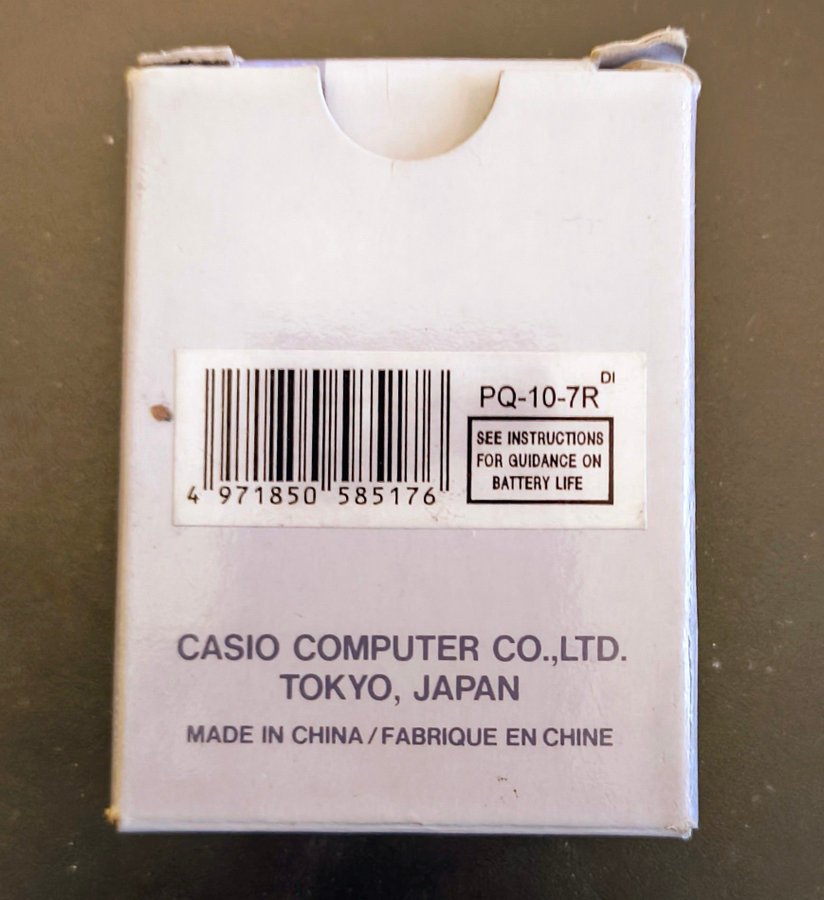 DI
PQ-10-7R
SEE INSTRUCTIONS
FOR GUIDANCE ON
BATTERY LIFE
4 971850 585176
CASIO COMPUTER CO.,LTD.
TOKYO, JAPAN
MADE IN CHINA/FABRIQUE EN CHINE